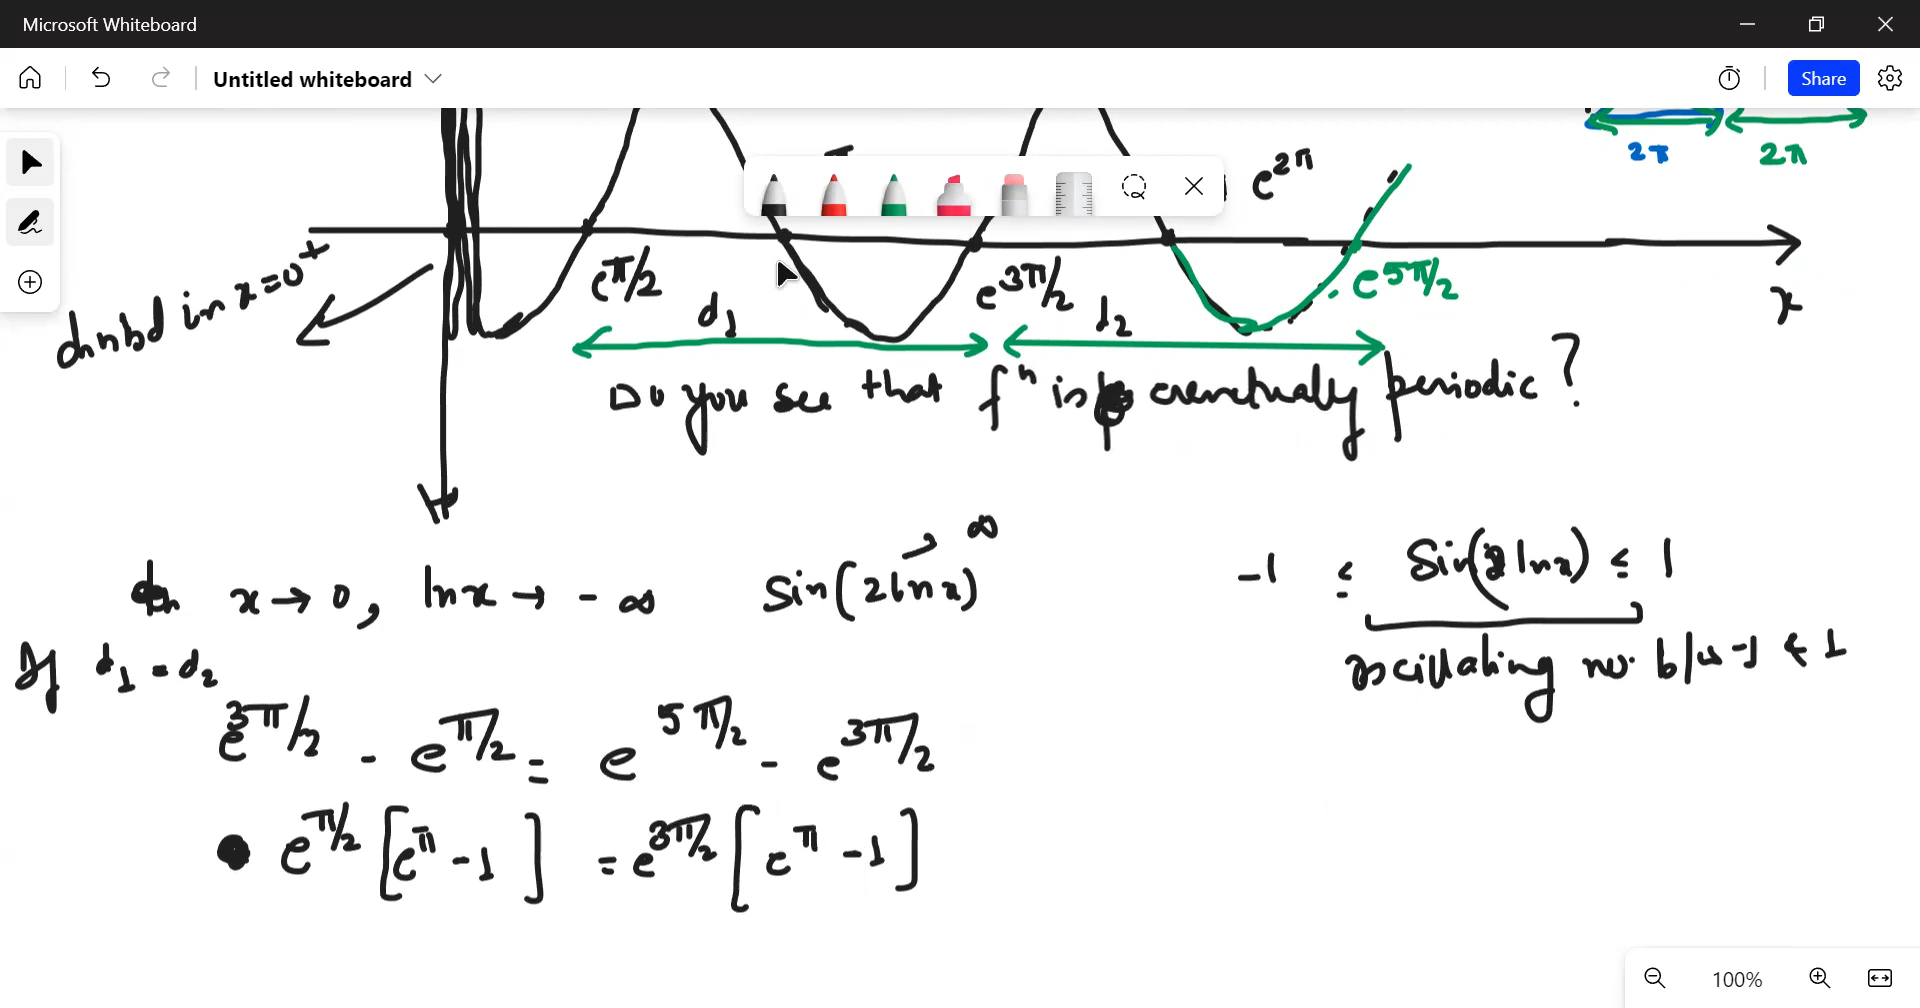 Microsoft Whiteboard
Untitled whiteboard
Share
2π 2π
e^2π
e^π/2 e^3π/2 e^5π/2
x
in x=0⁺
d₁ d₂
Do you see that fⁿ is eventually periodic ?
x → 0, ln x → - ∞ sin(2 ln x) → ∞
-1 ≤ Sin(2 ln x) ≤ 1
oscillating no. b/w -1 & 1
If d₁ = d₂
e^3π/2 - e^π/2 = e^5π/2 - e^3π/2
e^π/2 [e^π - 1] = e^3π/2 [e^π - 1]
100%